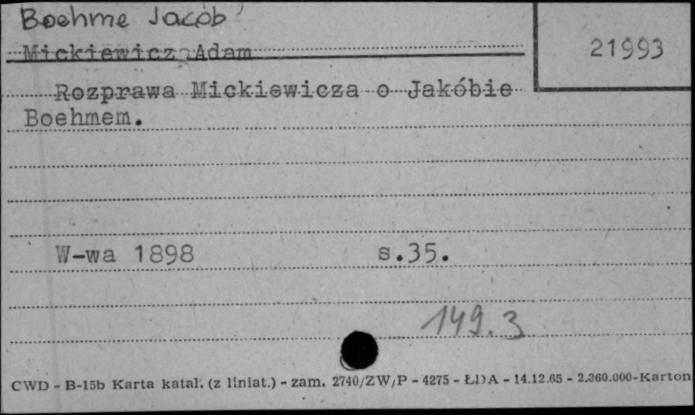 Boehme Jacob
Mickiewicz Adam
21993
Rozprawa Mickiewicza o Jakóbie
Boehmem.
W-wa 1898 s.35.
149.3
CWD - B-15b Karta katal. (z liniat.) - zam. 2740/ZW/P - 4275 - ŁDA - 14.12.65 - 2.360.000-Karton